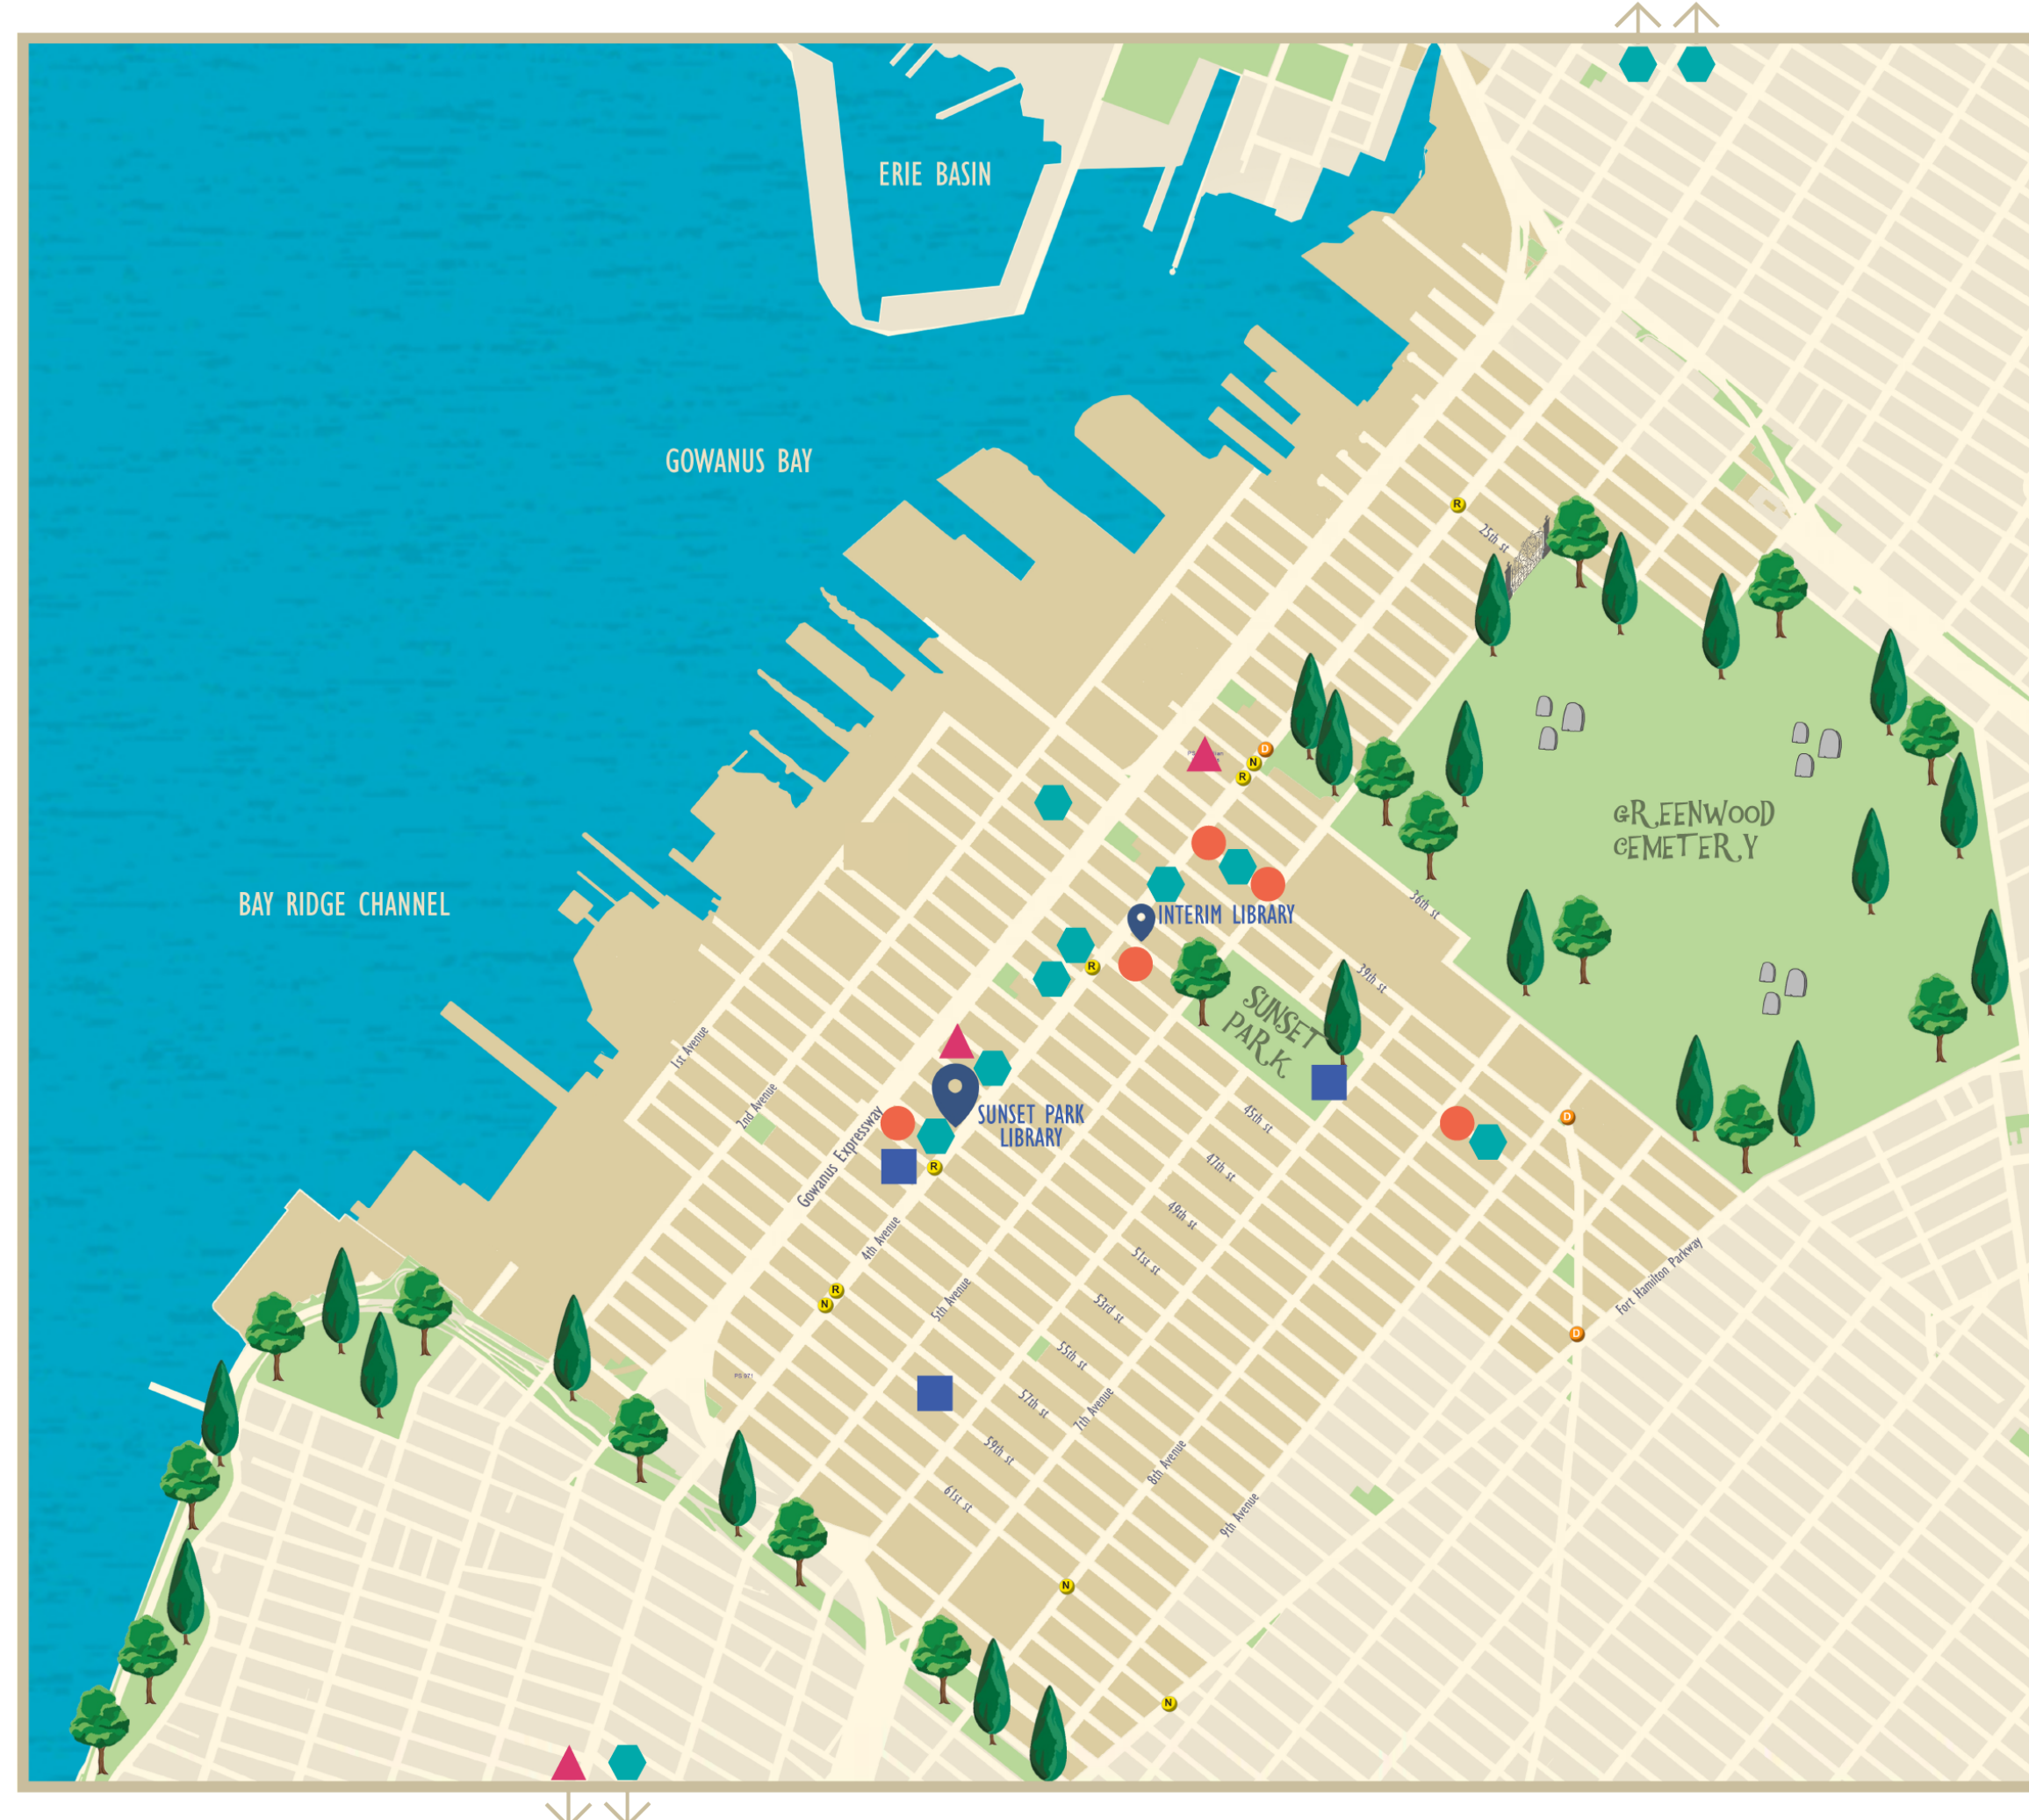 ERIE BASIN
GOWANUS BAY
R
25th st
D
N
R
GREENWOOD
CEMETERY
BAY RIDGE CHANNEL
36th st
INTERIM LIBRARY
R
39th st
SUNSET
PARK
1st Avenue
2nd Avenue
Gowanus Expressway
SUNSET PARK
LIBRARY
R
45th st
D
47th st
49th st
4th Avenue
51st st
Fort Hamilton Parkway
R
N
5th Avenue
53rd st
D
55th st
PS 971
57th st
7th Avenue
59th st
8th Avenue
61st st
9th Avenue
N
N